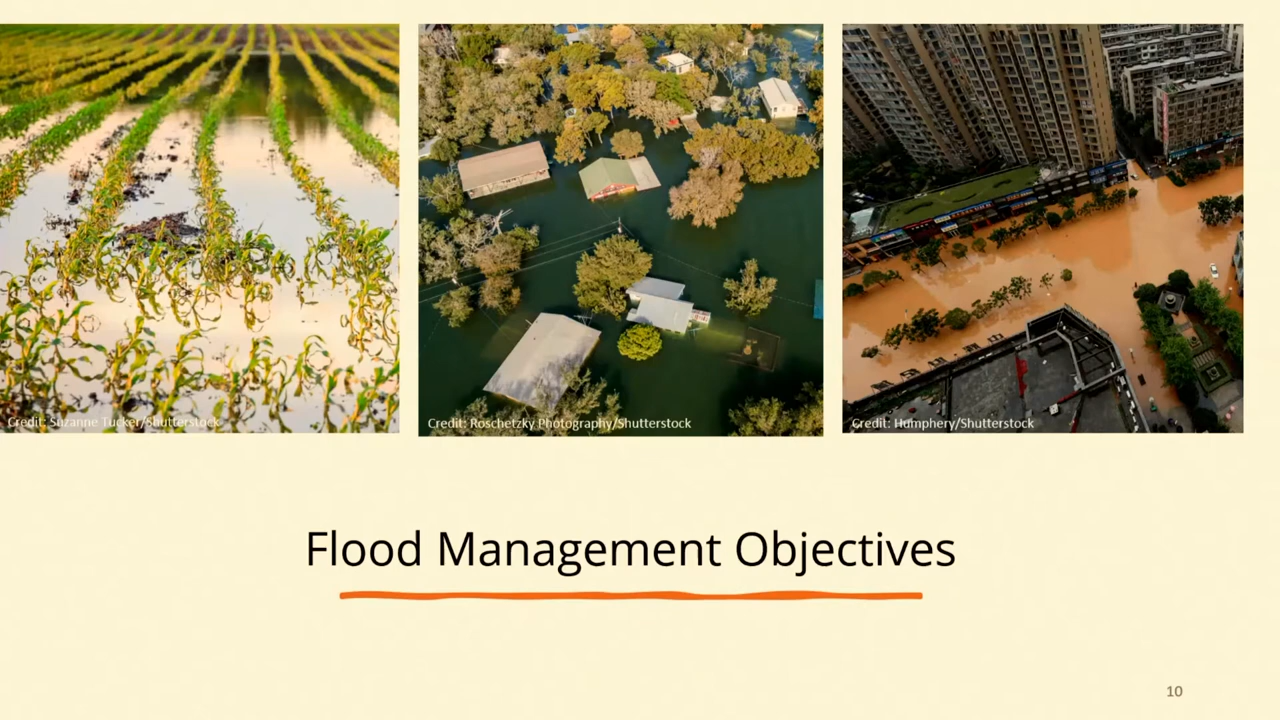 Credit: Suzanne Tucker/Shutterstock
Credit: Roschetzky Photography/Shutterstock
Credit: Humphery/Shutterstock
Flood Management Objectives
10